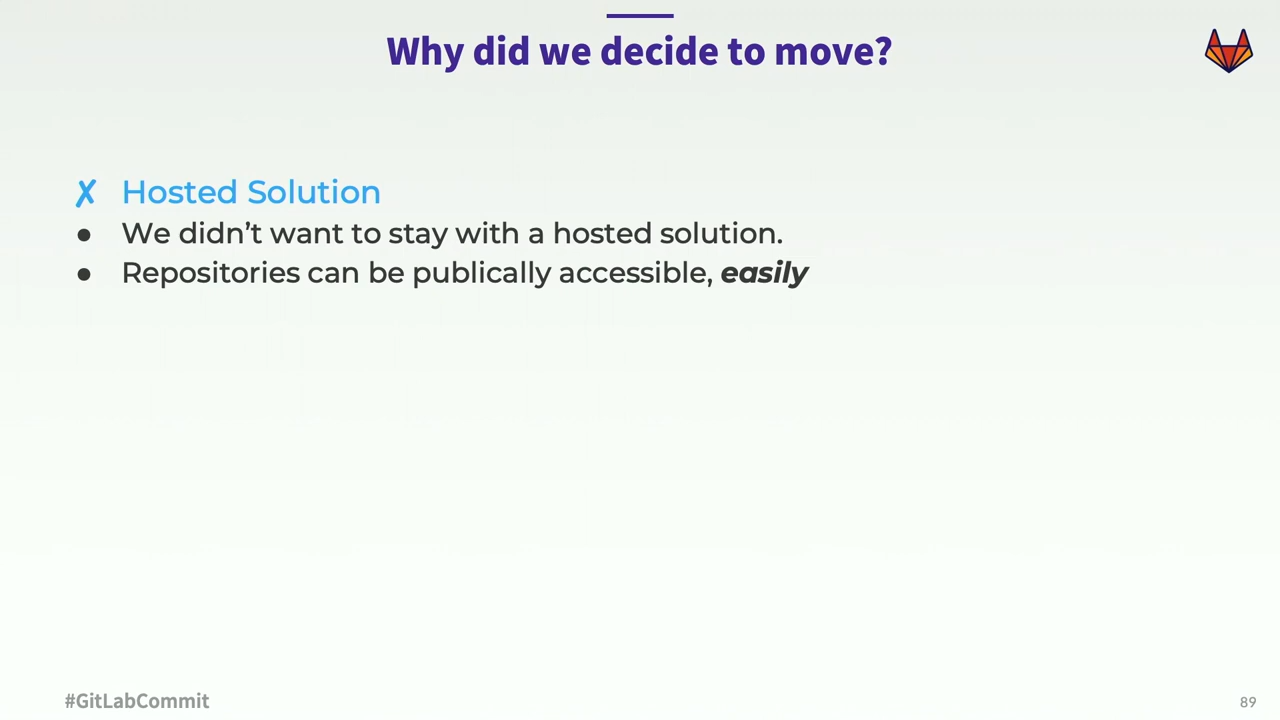 Why did we decide to move?
✗ Hosted Solution
● We didn’t want to stay with a hosted solution.
● Repositories can be publically accessible, easily
#GitLabCommit
89